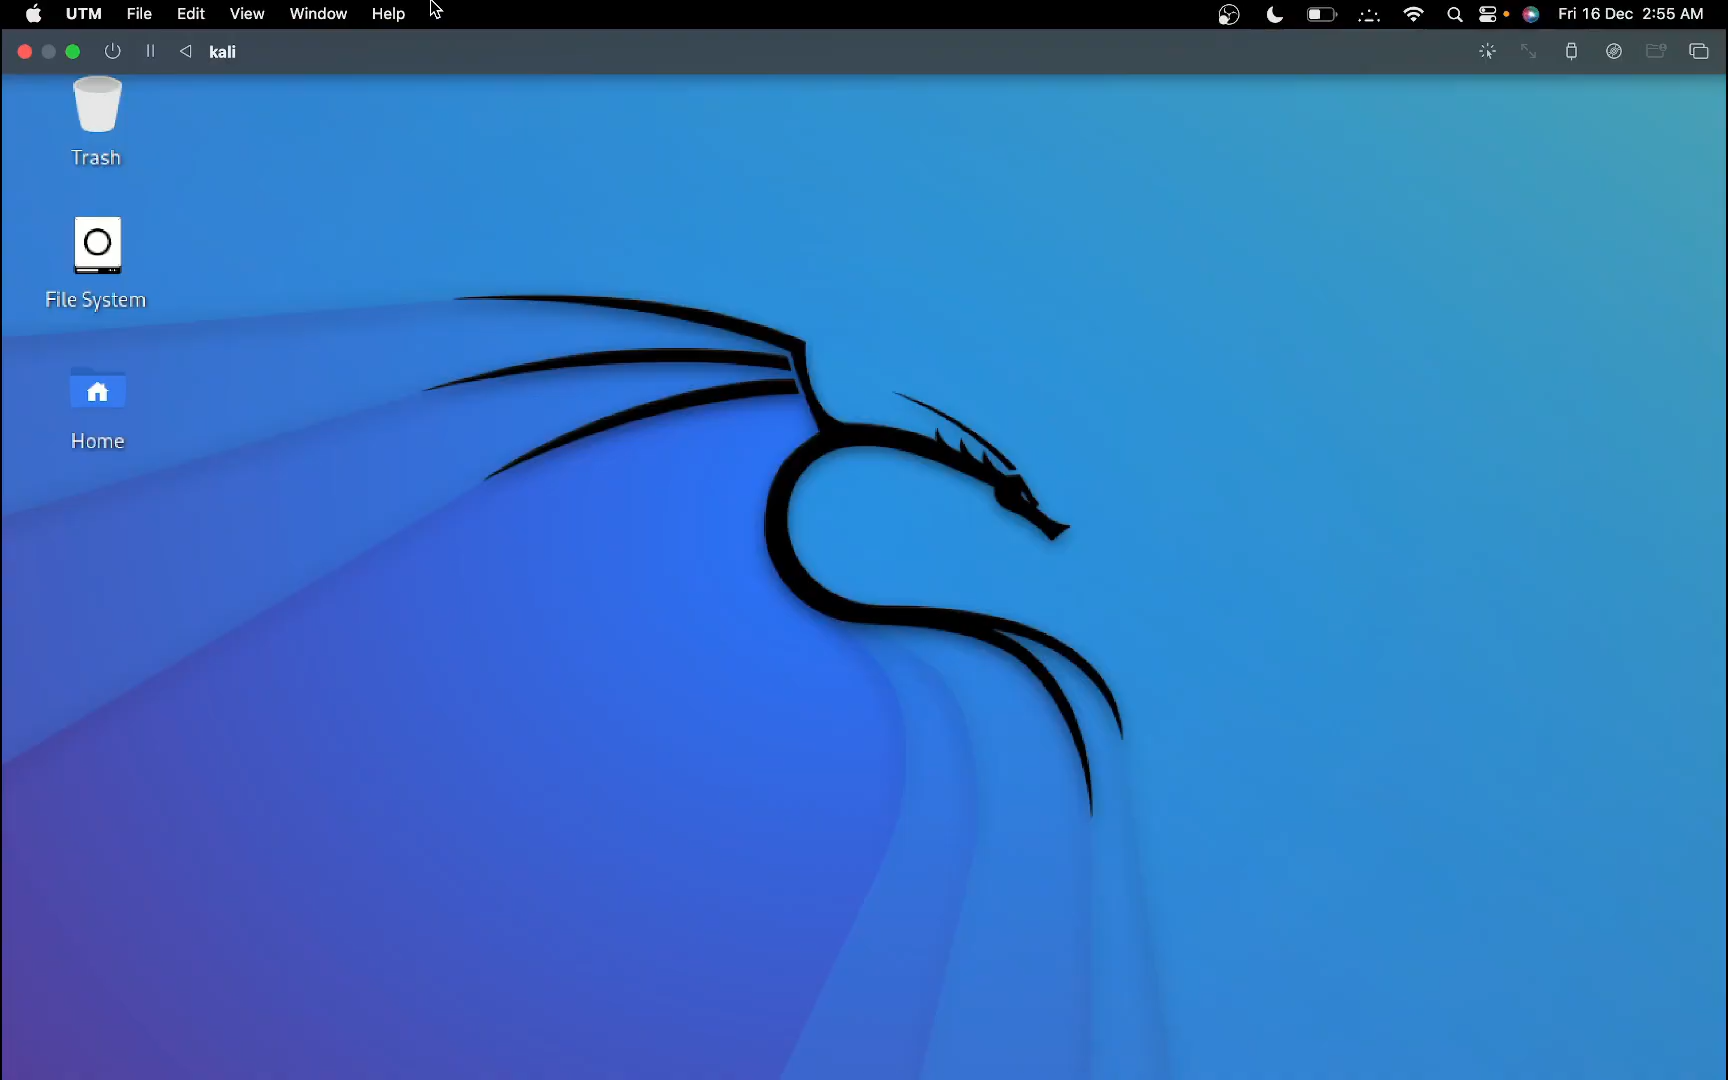 UTM File Edit View Window Help Fri 16 Dec 2:55 AM
kali
Trash
File System
Home